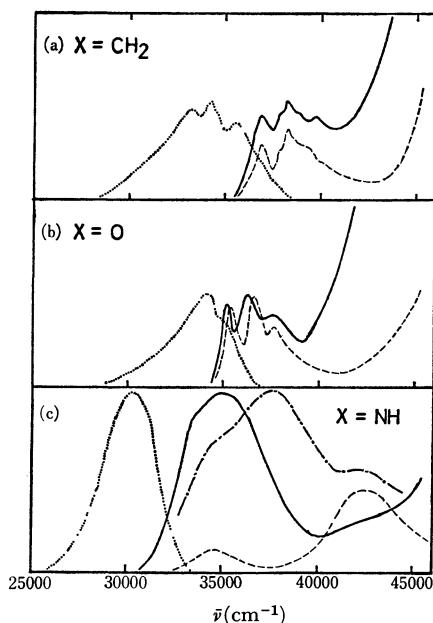 (a) X = CH₂
(b) X = O
(c) X = NH
25000 30000 35000 40000 45000
ν̄(cm⁻¹)